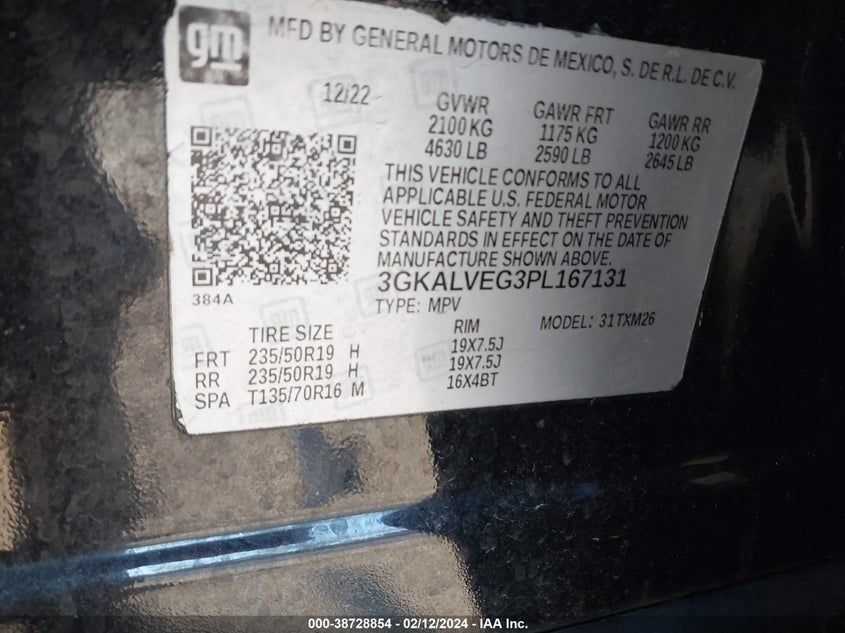 gm
MFD BY GENERAL MOTORS DE MEXICO, S. DE R.L. DE C.V.
12/22 GVWR GAWR FRT GAWR RR
2100 KG 1175 KG 1200 KG
4630 LB 2590 LB 2645 LB
THIS VEHICLE CONFORMS TO ALL
APPLICABLE U.S. FEDERAL MOTOR
VEHICLE SAFETY AND THEFT PREVENTION
STANDARDS IN EFFECT ON THE DATE OF
MANUFACTURE SHOWN ABOVE.
3GKALVEG3PL167131
384A
TYPE: MPV MODEL: 31TXM26
TIRE SIZE RIM
FRT 235/50R19 H 19X7.5J
RR 235/50R19 H 19X7.5J
SPA T135/70R16 M 16X4BT
000-38728854 - 02/12/2024 - © IAA Inc.